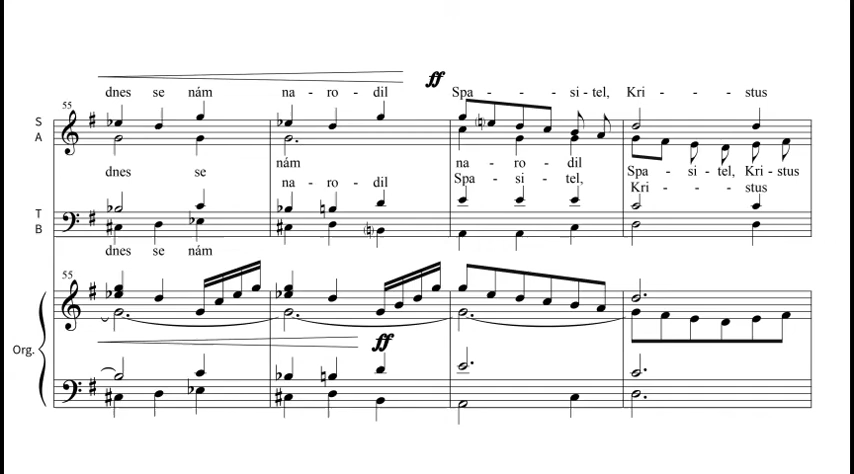 ff
dnes se nám na - ro - dil Spa - - - si - tel, Kri - - - stus
55
S
A
nám na - ro - dil
dnes se Spa - si - tel, Kri - stus
na - ro - dil Spa - si - tel, Kri - - - stus
T
B
dnes se nám
55
ff
Org.